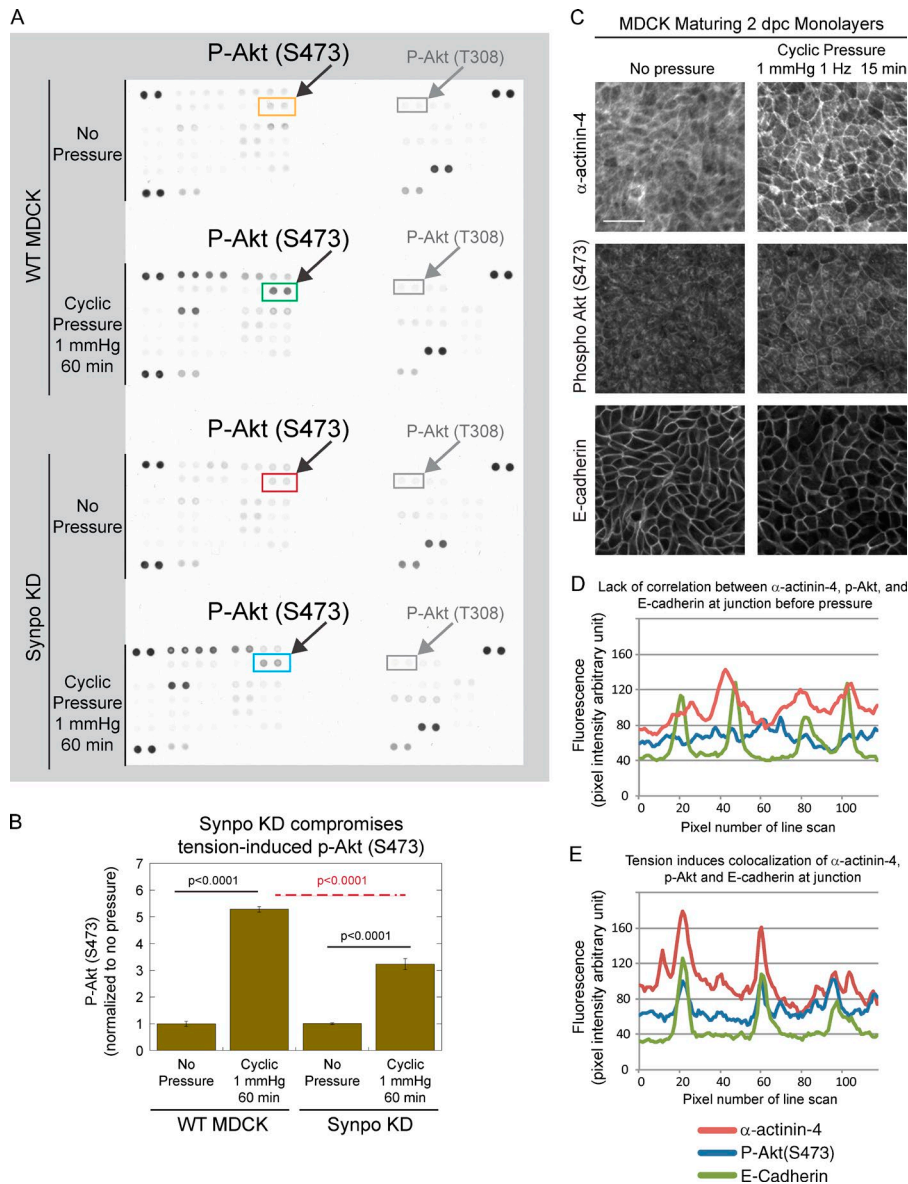 A
P-Akt (S473)
P-Akt (T308)
No
Pressure
WT MDCK
P-Akt (S473)
P-Akt (T308)
Cyclic
Pressure
1 mmHg
60 min
P-Akt (S473)
P-Akt (T308)
No
Pressure
Synpo KD
P-Akt (S473)
P-Akt (T308)
Cyclic
Pressure
1 mmHg
60 min
B
Synpo KD compromises
tension-induced p-Akt (S473)
P-Akt (S473)
(normalized to no pressure)
7
6
5
4
3
2
1
0
p<0.0001
p<0.0001
p<0.0001
No
Pressure
Cyclic
1 mmHg
60 min
No
Pressure
Cyclic
1 mmHg
60 min
WT MDCK
Synpo KD
C
MDCK Maturing 2 dpc Monolayers
No pressure
Cyclic Pressure
1 mmHg 1 Hz 15 min
α-actinin-4
Phospho Akt (S473)
E-cadherin
D
Lack of correlation between α-actinin-4, p-Akt, and
E-cadherin at junction before pressure
Fluorescence
(pixel intensity arbitrary unit)
160
120
80
40
0
0 20 40 60 80 100
Pixel number of line scan
E
Tension induces colocalization of α-actinin-4,
p-Akt and E-cadherin at junction
Fluorescence
(pixel intensity arbitrary unit)
160
120
80
40
0
0 20 40 60 80 100
Pixel number of line scan
α-actinin-4
P-Akt(S473)
E-Cadherin